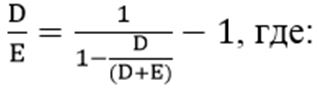 D/E = 1/(1-D/(D+E)) − 1, где: